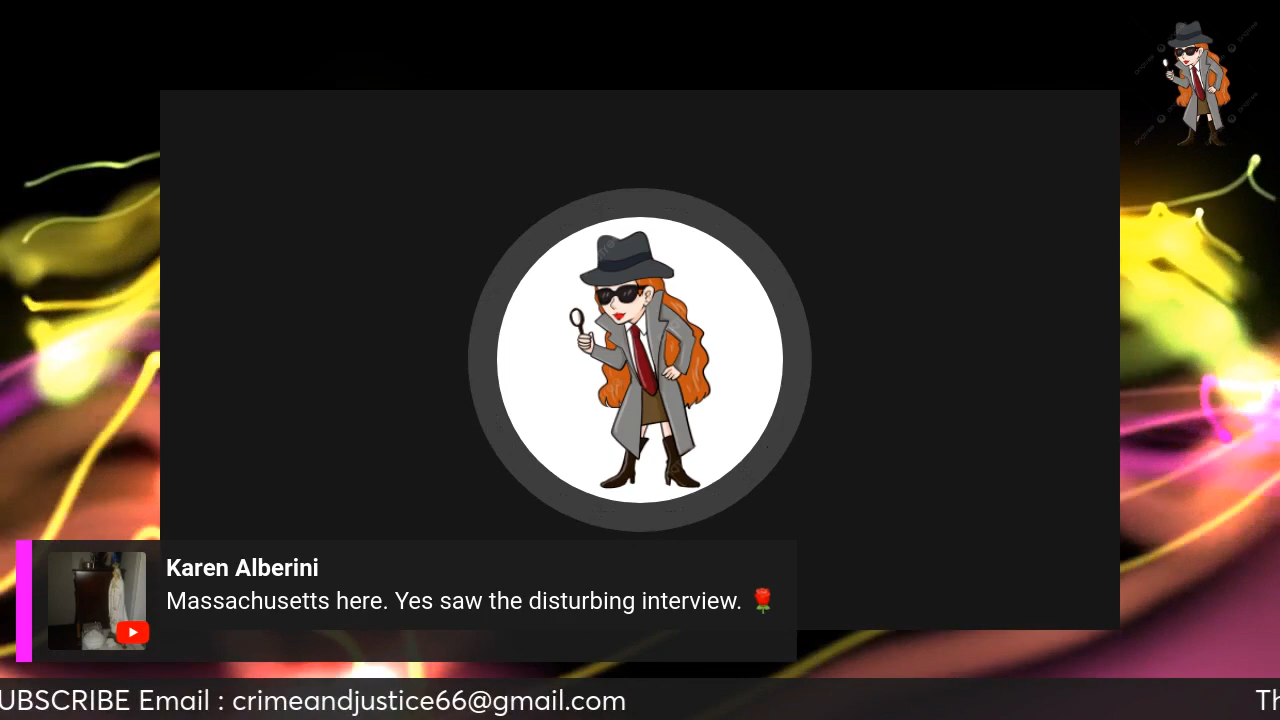 Karen Alberini
Massachusetts here. Yes saw the disturbing interview. 🌹
UBSCRIBE Email : crimeandjustice66@gmail.com
Th